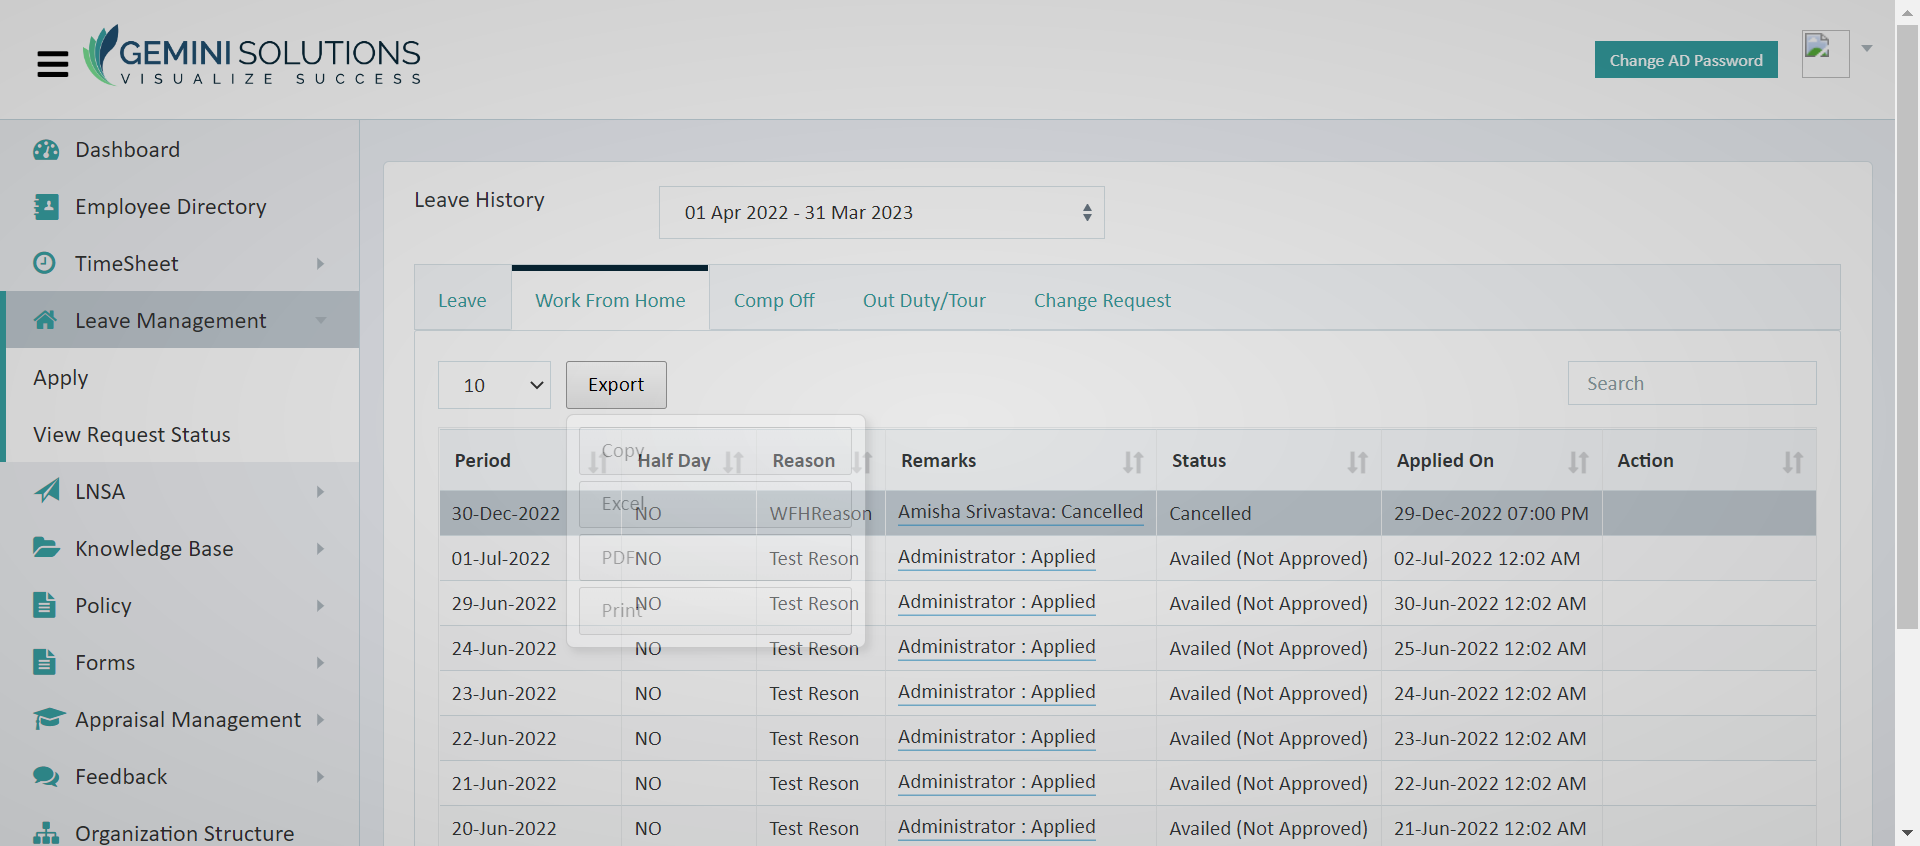 GEMINI SOLUTIONS
VISUALIZE SUCCESS
Change AD Password
Dashboard
Employee Directory
TimeSheet
Leave Management
Apply
View Request Status
LNSA
Knowledge Base
Policy
Forms
Appraisal Management
Feedback
Organization Structure
Leave History
01 Apr 2022 - 31 Mar 2023
Leave Work From Home Comp Off Out Duty/Tour Change Request
10 Export Search
Copy
Excel
PDF
Print
Period Half Day Reason Remarks Status Applied On Action
30-Dec-2022 NO WFHReason Amisha Srivastava: Cancelled Cancelled 29-Dec-2022 07:00 PM
01-Jul-2022 NO Test Reson Administrator : Applied Availed (Not Approved) 02-Jul-2022 12:02 AM
29-Jun-2022 NO Test Reson Administrator : Applied Availed (Not Approved) 30-Jun-2022 12:02 AM
24-Jun-2022 NO Test Reson Administrator : Applied Availed (Not Approved) 25-Jun-2022 12:02 AM
23-Jun-2022 NO Test Reson Administrator : Applied Availed (Not Approved) 24-Jun-2022 12:02 AM
22-Jun-2022 NO Test Reson Administrator : Applied Availed (Not Approved) 23-Jun-2022 12:02 AM
21-Jun-2022 NO Test Reson Administrator : Applied Availed (Not Approved) 22-Jun-2022 12:02 AM
20-Jun-2022 NO Test Reson Administrator : Applied Availed (Not Approved) 21-Jun-2022 12:02 AM